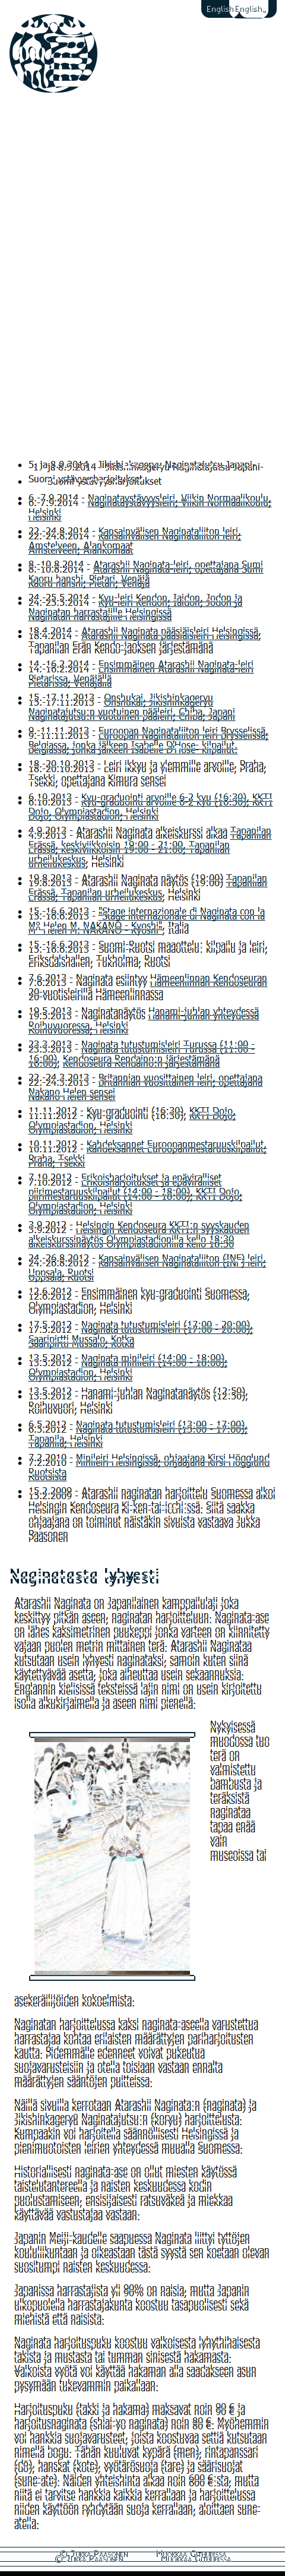 English
5. ja 8.9.2014 - Jikishinkageryu Naginatajutsu Japani-
Suomi ystävyysharjoitukset
6.-7.9.2014 - Naginataystävyysleiri, Viikin Normaalikoulu,
Helsinki
22.-24.8.2014 - Kansainvälisen Naginataliiton leiri,
Amstelveen, Alankomaat
8.-10.8.2014 - Atarashii Naginata-leiri, opettajana Sumi
Kaoru hanshi, Pietari, Venäjä
24.-25.5.2014 - Kyu-leiri Kendon, Iaidon, Jodon ja
Naginatan harrastajille Helsingissä
18.4.2014 - Atarashii Naginata pääsiäisleiri Helsingissä,
Tapanilan Erän Kendo-jaoksen järjestämänä
14.-16.2.2014 - Ensimmäinen Atarashii Naginata-leiri
Pietarissa, Venäjällä
15.-17.11.2013 - Onshukai, Jikishinkageryu
Naginatajutsu:n vuotuinen pääleiri, Chiba, Japani
9.-11.11.2013 - Euroopan Naginataliiton leiri Brysselissä,
Belgiassa, jonka jälkeen Isabelle D'Hose- kilpailut.
18.-20.10.2013 - Leiri ikkyu ja ylemmille arvoille, Praha,
Tsekki, opettajana Kimura sensei
6.10.2013 - Kyu-graduointi arvoille 6-2 kyu (16:30), KKTI
Dojo, Olympiastadion, Helsinki
4.9.2013 - Atarashii Naginata alkeiskurssi alkaa Tapanilan
Erässä, keskiviikkoisin 19:00 - 21:00, Tapanilan
urheilukeskus, Helsinki
19.8.2013 - Atarashii Naginata näytös (19:00) Tapanilan
Erässä, Tapanilan urheilukeskus, Helsinki
15.-16.6.2013 - "Stage internazionale di Naginata con la
M° Helen M. NAKANO - Kyoshi", Italia
15.-16.6.2013 - Suomi-Ruotsi maaottelu: kilpailu ja leiri,
Eriksdalshallen, Tukholma, Ruotsi
7.6.2013 - Naginata esiintyy Hämeenlinnan Kendoseuran
20-vuotisleirillä Hämeenlinnassa
19.5.2013 - Naginatanäytös Hanami-juhlan yhteydessä
Roihuvuoressa, Helsinki
23.3.2013 - Naginata tutustumisleiri Turussa (11:00 -
16:00), Kendoseura Rendaino:n järjestämänä
22.-24.3.2013 - Britannian vuosittainen leiri, opettajana
Nakano Helen sensei
11.11.2012 - Kyu-graduointi (16:30), KKTI Dojo,
Olympiastadion, Helsinki
10.11.2012 - Kahdeksannet Euroopanmestaruuskilpailut,
Praha, Tsekki
7.10.2012 - Erikoisharjoitukset ja epäviralliset
piirimestaruuskilpailut (14:00 - 18:00), KKTI Dojo,
Olympiastadion, Helsinki
3.9.2012 - Helsingin Kendoseura KKTI:n syyskauden
alkeiskurssinäytös Olympiastadionilla kello 18:30
24.-26.8.2012 - Kansainvälisen Naginataliiton (INF) leiri,
Uppsala, Ruotsi
12.6.2012 - Ensimmäinen kyu-graduointi Suomessa,
Olympiastadion, Helsinki
17.5.2012 - Naginata tutustumisleiri (17:00 - 20:00),
Saaripirtti Mussalo, Kotka
13.5.2012 - Naginata minileiri (14:00 - 18:00),
Olympiastadion, Helsinki
13.5.2012 - Hanami-juhlan Naginatanäytös (12:50),
Roihuvuori, Helsinki
6.5.2012 - Naginata tutustumisleiri (13:00 - 17:00),
Tapanila, Helsinki
7.2.2010 - Minileiri Helsingissä, ohjaajana Kirsi Högglund
Ruotsista
15.2.2009 - Atarashii naginatan harjoittelu Suomessa alkoi
Helsingin Kendoseura Ki-ken-tai-icchi:ssä. Siitä saakka
ohjaajana on toiminut näistäkin sivuista vastaava Jukka
Paasonen
Naginatasta lyhyesti
Atarashii Naginata on japanilainen kamppailulaji joka
keskittyy pitkän aseen, naginatan harjoitteluun. Naginata-ase
on lähes kaksimetrinen puukeppi jonka varteen on kiinnitetty
vajaan puolen metrin mittainen terä. Atarashii Naginataa
kutsutaan usein lyhyesti naginataksi, samoin kuten siinä
käytettyvää asetta, joka aiheuttaa usein sekaannuksia.
Englannin kielisissä teksteissä lajin nimi on usein kirjoitettu
isolla alkukirjaimella ja aseen nimi pienellä.
Nykyisessä
muodossa tuo
terä on
valmistettu
bambusta ja
teräksistä
naginataa
tapaa enää
vain
museoissa tai
asekeräilijöiden kokoelmista.
Naginatan harjoittelussa kaksi naginata-aseella varustettua
harrastajaa kohtaa erilaisten määrättyjen pariharjoitusten
kautta. Pidemmälle edenneet voivat pukeutua
suojavarusteisiin ja otella toisiaan vastaan ennalta
määrättyjen sääntöjen puitteissa.
Näillä sivuilla kerrotaan Atarashii Naginata:n (naginata) ja
Jikishinkageryū Naginatajutsu:n (koryu) harjoittelusta.
Kumpaakin voi harjoitella säännöllisesti Helsingissä ja
pienimuotoisten leirien yhteydessä muualla Suomessa.
Historiallisesti naginata-ase on ollut miesten käytössä
taistelutantereella ja naisten keskuudessa kodin
puolustamiseen, ensisijaisesti ratsuväkeä ja miekkaa
käyttävää vastustajaa vastaan.
Japanin Meiji-kaudelle saapuessa Naginata liittyi tyttöjen
koululiikuntaan ja oikeastaan tästä syystä sen koetaan olevan
suositumpi naisten keskuudessa.
Japanissa harrastajista yli 90% on naisia, mutta Japanin
ulkopuolella harrastajakunta koostuu tasapuolisesti sekä
miehistä että naisista.
Naginata harjoituspuku koostuu valkoisesta lyhythihaisesta
takista ja mustasta tai tumman sinisestä hakamasta.
Valkoista vyötä voi käyttää hakaman alla saadakseen asun
pysymään tukevammin paikallaan.
Harjoituspuku (takki ja hakama) maksavat noin 90 € ja
harjoitusnaginata (shiai-yo naginata) noin 80 €. Myöhemmin
voi hankkia suojavarusteet, joista koostuvaa settiä kutsutaan
nimellä bogu. Tähän kuuluvat kypärä (men), rintapanssari
(do), hanskat (kote), vyötärösuoja (tare) ja säärisuojat
(sune-ate). Näiden yhteishinta alkaa noin 600 €:sta, mutta
niitä ei tarvitse hankkia kaikkia kerrallaan ja harjoittelussa
niiden käyttöön ryhdytään suoja kerrallaan, aloittaen sune-
atella.
© Jukka Paasonen Muokkaa GitHubissa